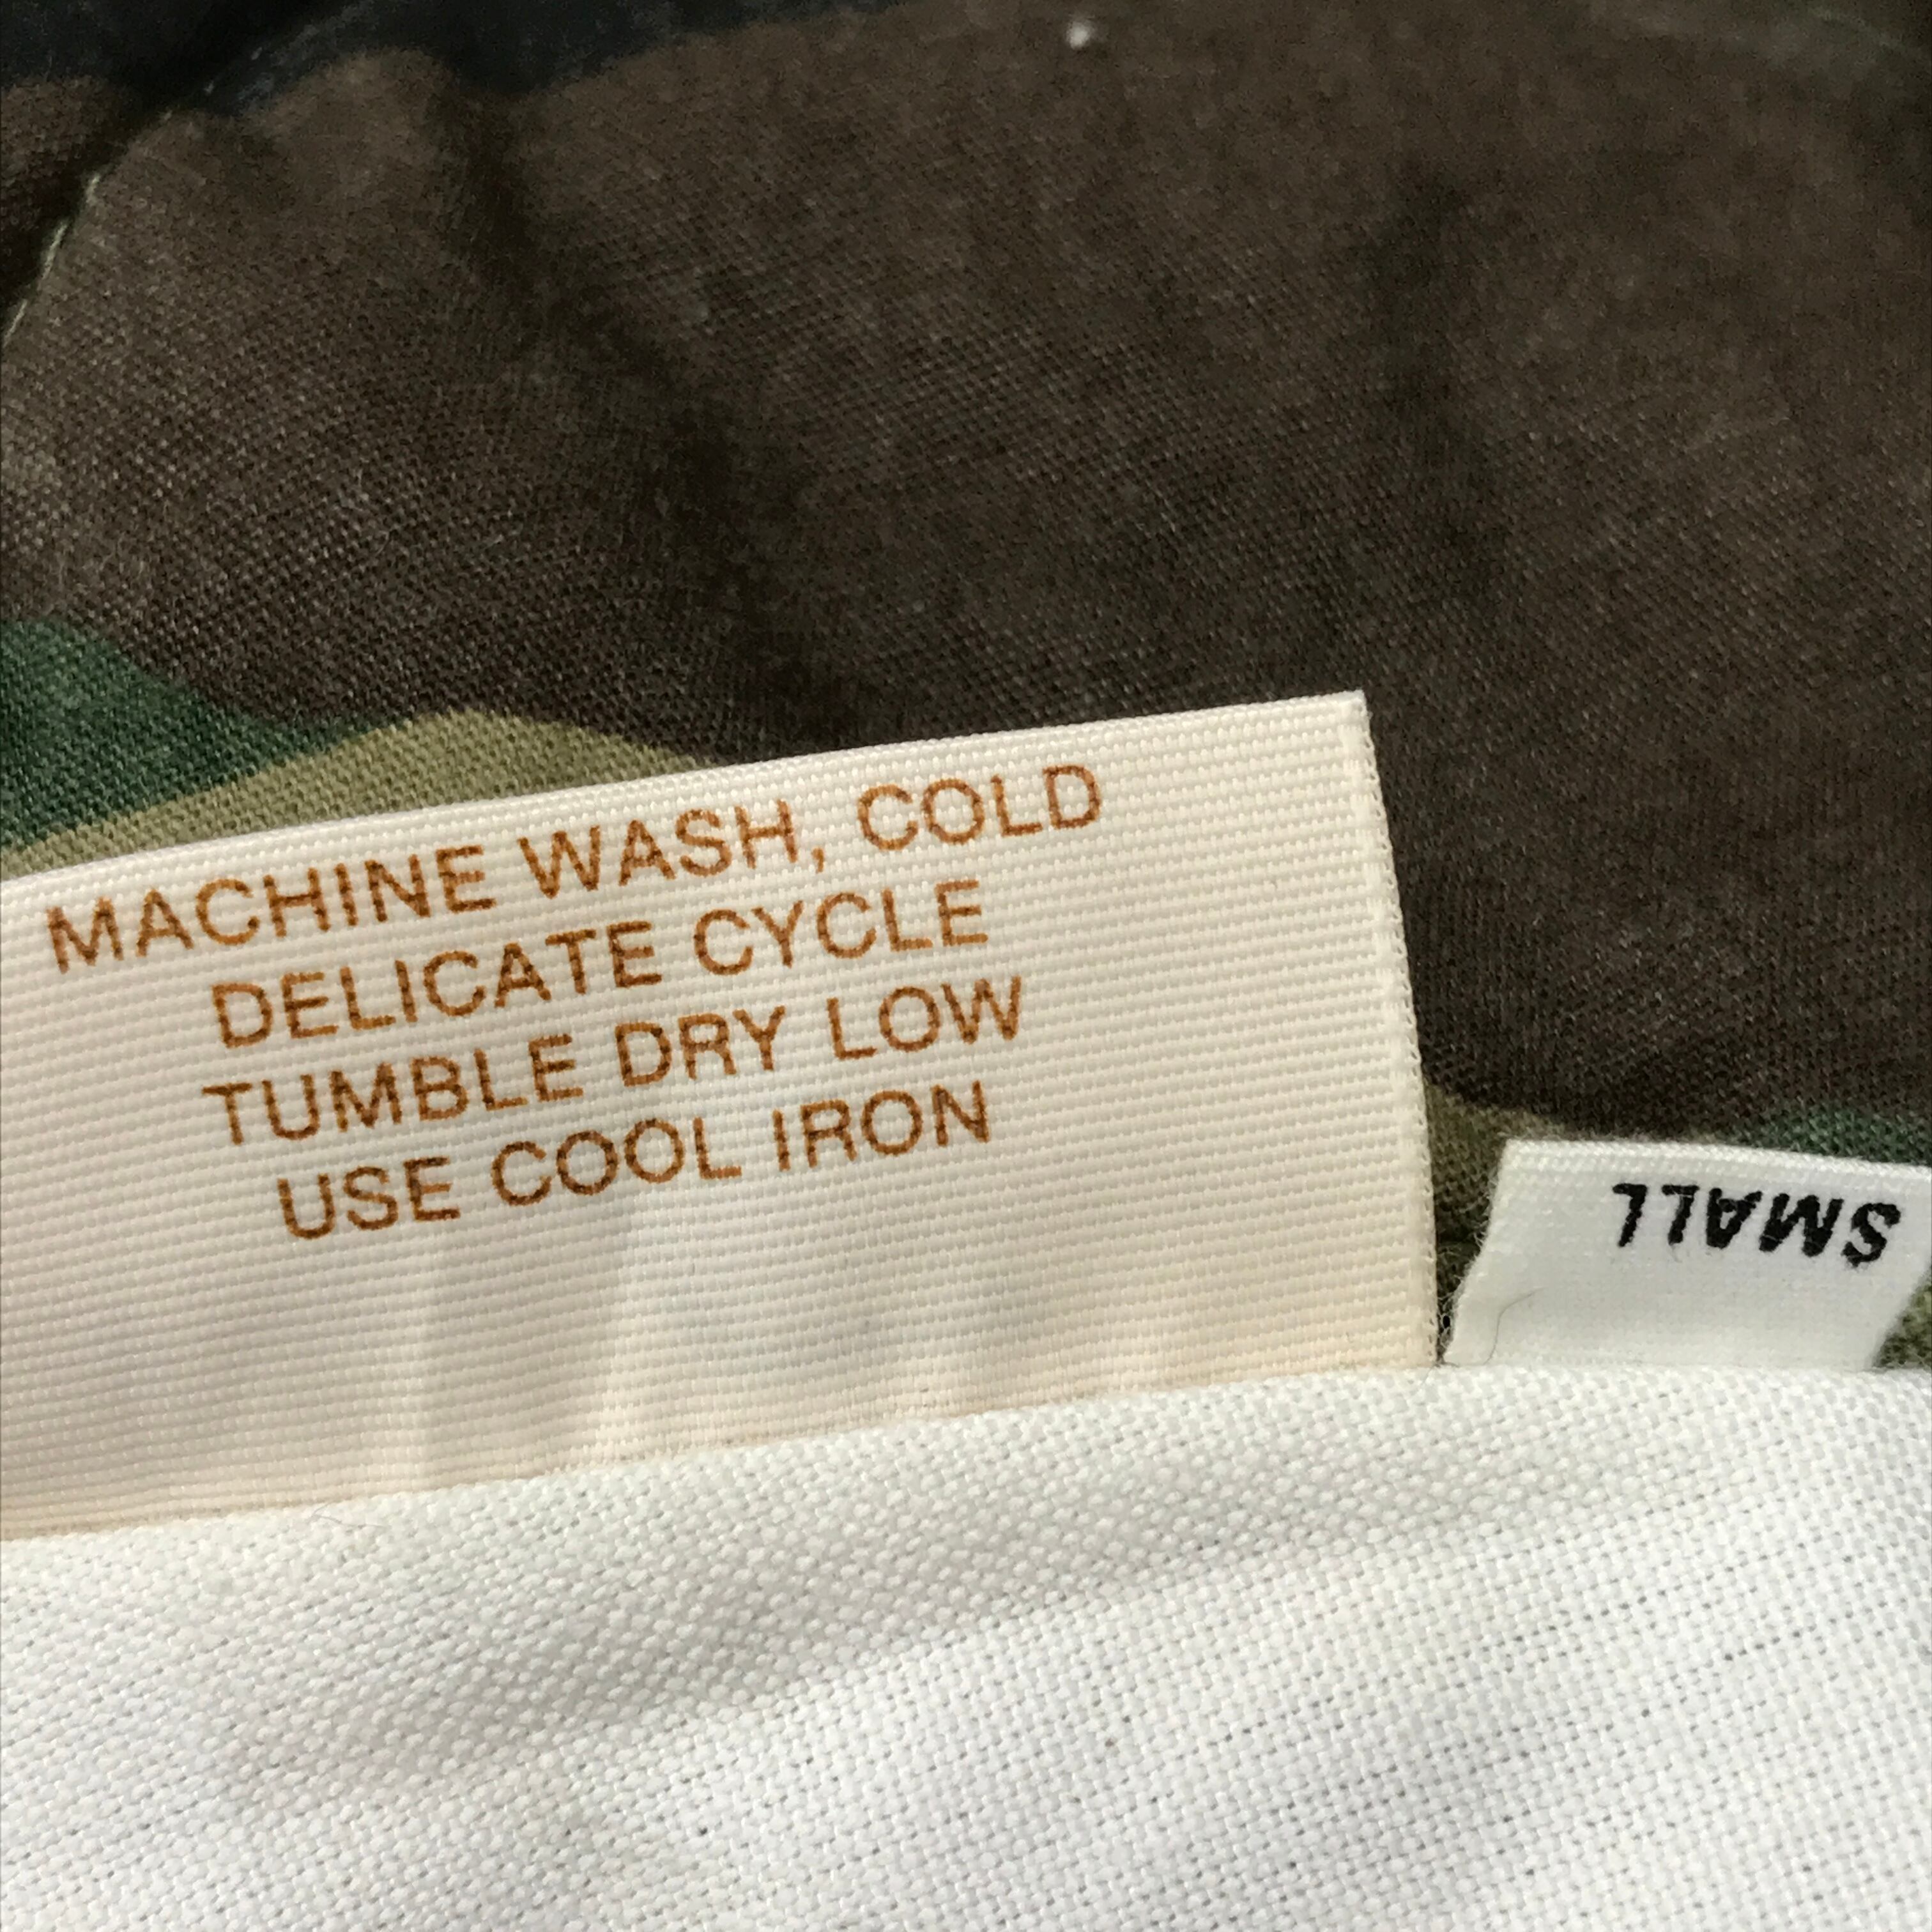 MACHINE WASH, COLD
DELICATE CYCLE
TUMBLE DRY LOW
USE COOL IRON
SMALL